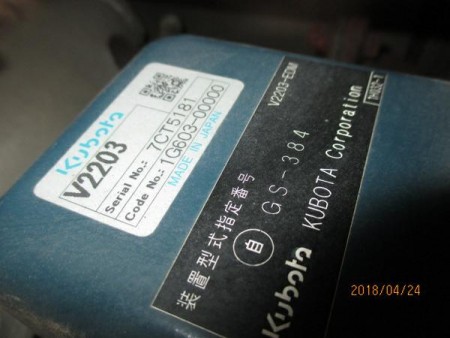 Kubota
V2203
Serial No.: 7CT5181
Code No.: 1G603-00000
MADE IN JAPAN
V2203-EDM
装置型式指定番号
自 GS-384
Kubota KUBOTA Corporation
2018/04/24